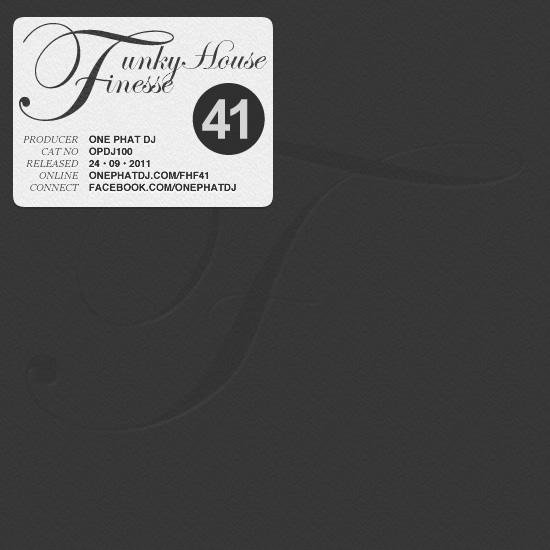 Funky House
Finesse
41
PRODUCER ONE PHAT DJ
CAT NO OPDJ100
RELEASED 24 • 09 • 2011
ONLINE ONEPHATDJ.COM/FHF41
CONNECT FACEBOOK.COM/ONEPHATDJ